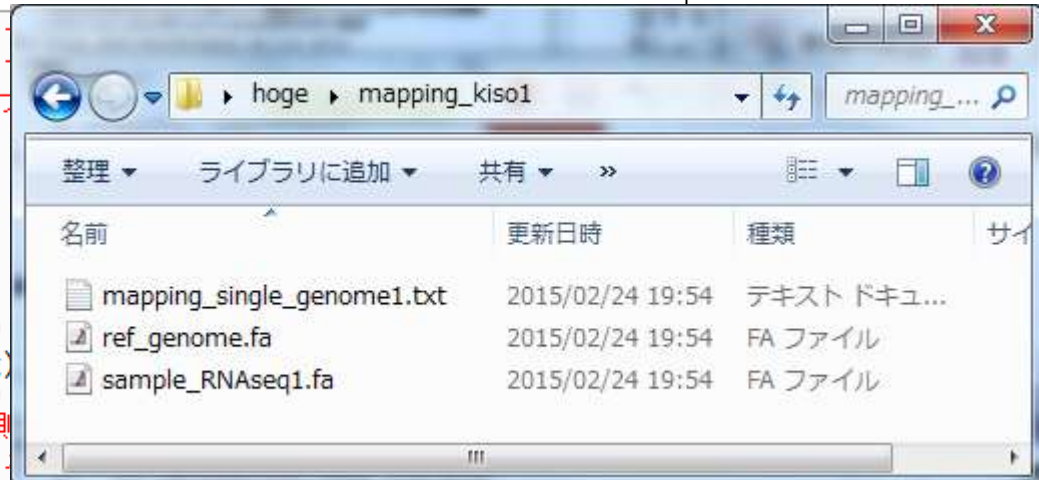 hoge mapping_kiso1 mapping_...
整理 ライブラリに追加 共有 »
名前 更新日時 種類 サイ
mapping_single_genome1.txt 2015/02/24 19:54 テキスト ドキュ...
ref_genome.fa 2015/02/24 19:54 FA ファイル
sample_RNAseq1.fa 2015/02/24 19:54 FA ファイル